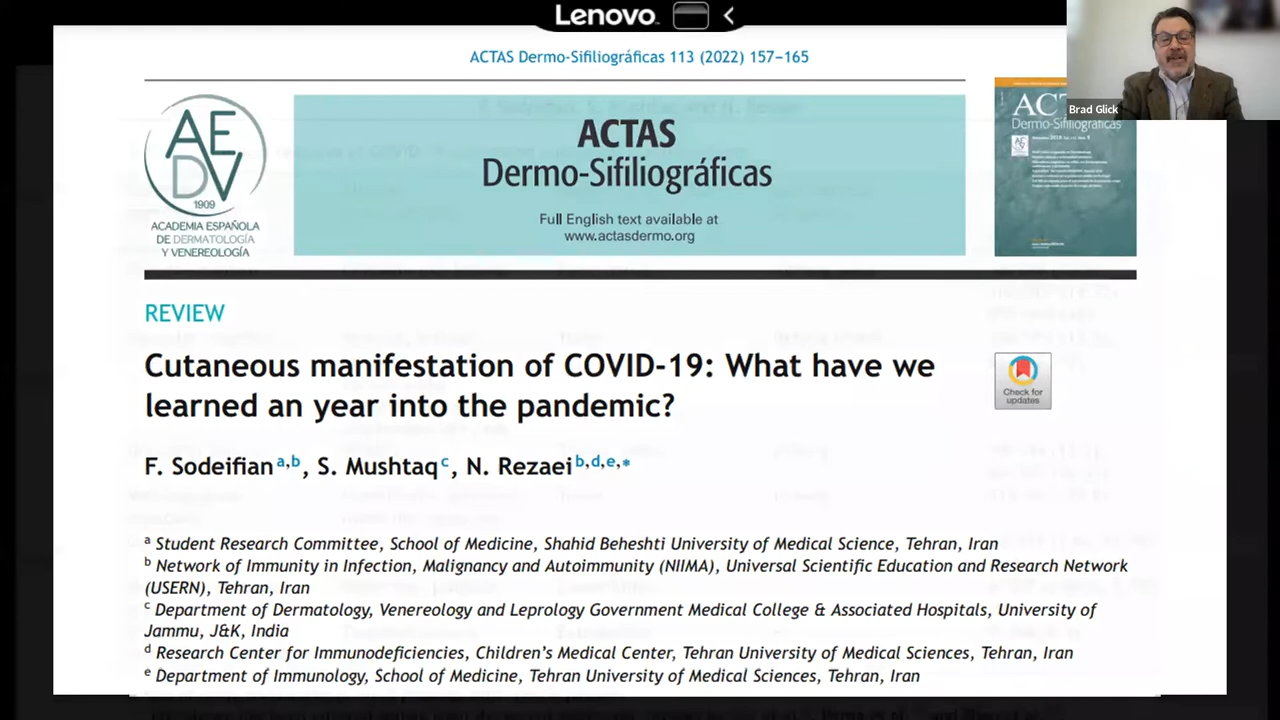 Lenovo
ACTAS Dermo-Sifiliográficas 113 (2022) 157–165
Brad Glick
AEDV
1909
ACADEMIA ESPAÑOLA
DE DERMATOLOGÍA
Y VENEREOLOGÍA
ACTAS
Dermo-Sifiliográficas
Full English text available at
www.actasdermo.org
Dermo-Sifiliográficas
REVIEW
Cutaneous manifestation of COVID-19: What have we
learned an year into the pandemic?
Check for
updates
F. Sodeifian a,b, S. Mushtaq c, N. Rezaei b,d,e,*
a Student Research Committee, School of Medicine, Shahid Beheshti University of Medical Science, Tehran, Iran
b Network of Immunity in Infection, Malignancy and Autoimmunity (NIIMA), Universal Scientific Education and Research Network
(USERN), Tehran, Iran
c Department of Dermatology, Venereology and Leprology Government Medical College & Associated Hospitals, University of
Jammu, J&K, India
d Research Center for Immunodeficiencies, Children’s Medical Center, Tehran University of Medical Sciences, Tehran, Iran
e Department of Immunology, School of Medicine, Tehran University of Medical Sciences, Tehran, Iran